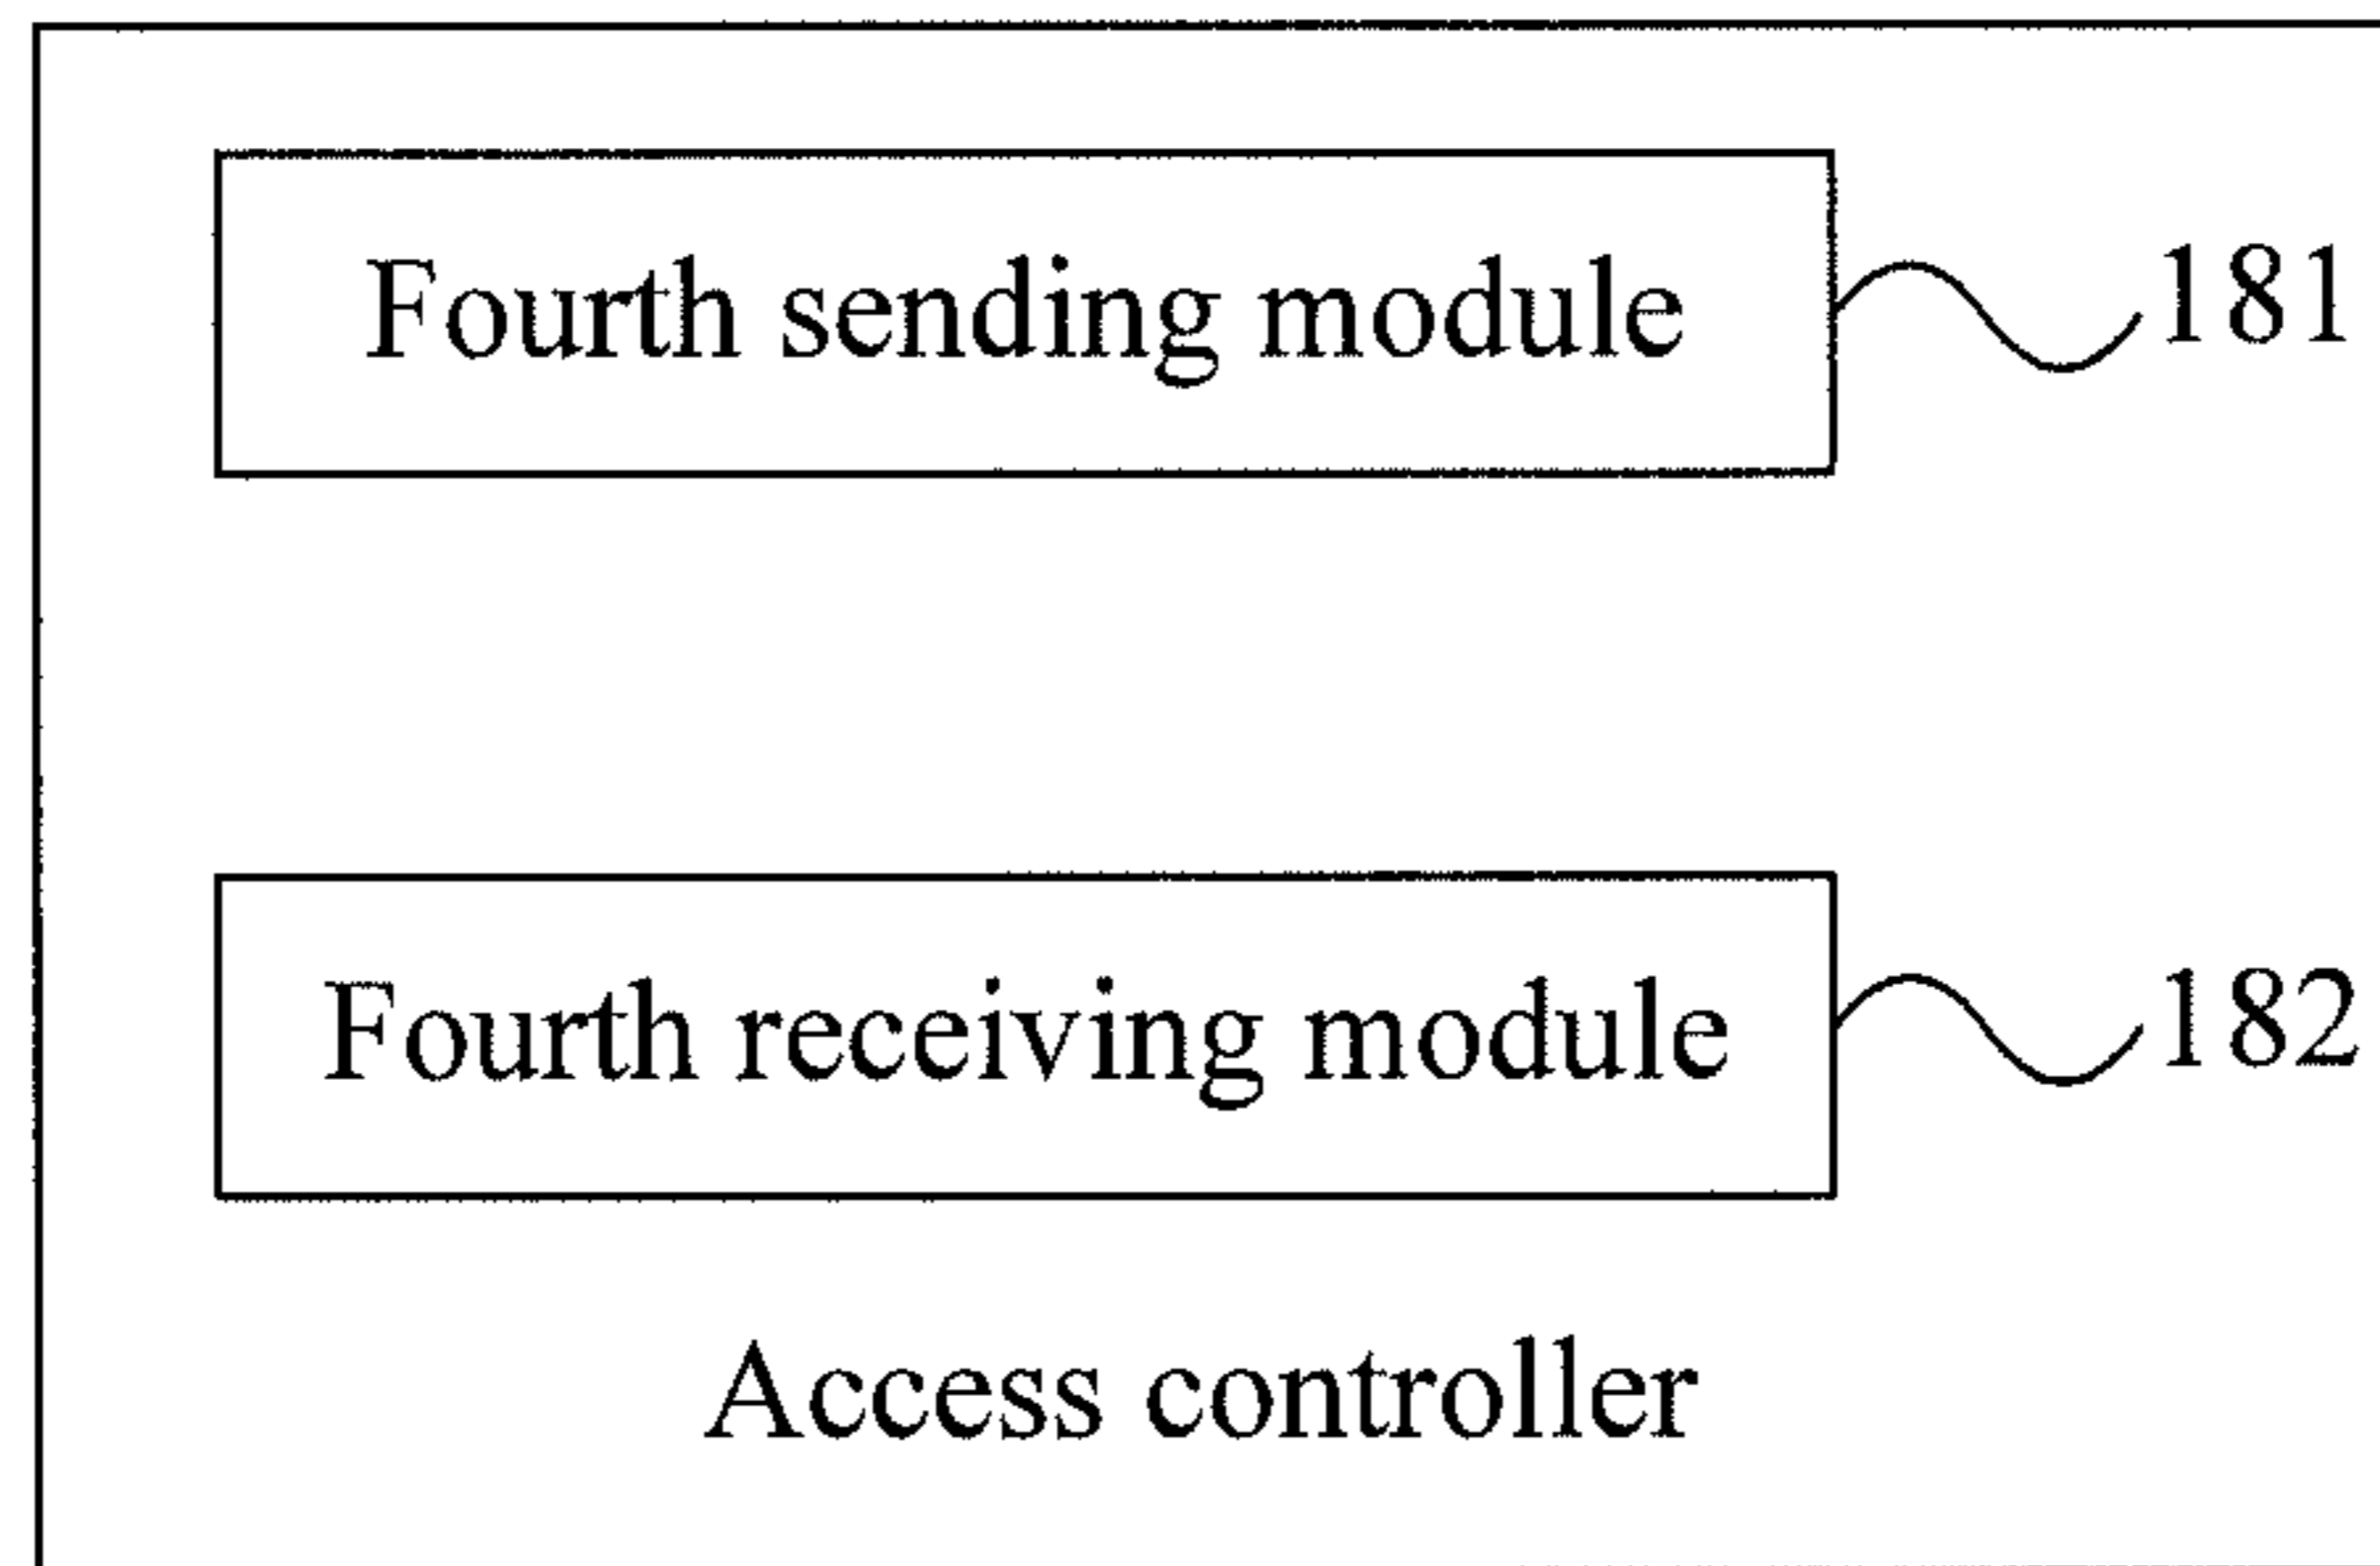 Fourth sending module 181
Fourth receiving module 182
Access controller